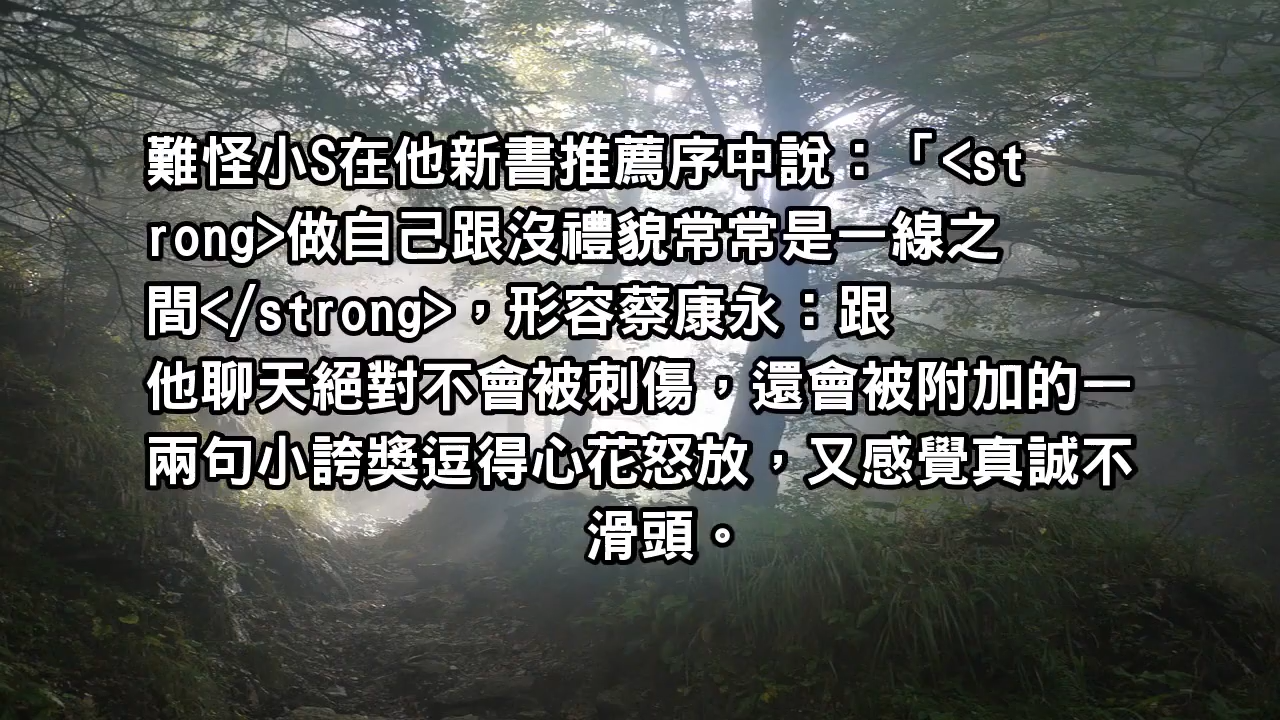 難怪小S在他新書推薦序中說：「<st
rong>做自己跟沒禮貌常常是一線之
間</strong>，形容蔡康永：跟
他聊天絕對不會被刺傷，還會被附加的一
兩句小誇獎逗得心花怒放，又感覺真誠不
滑頭。